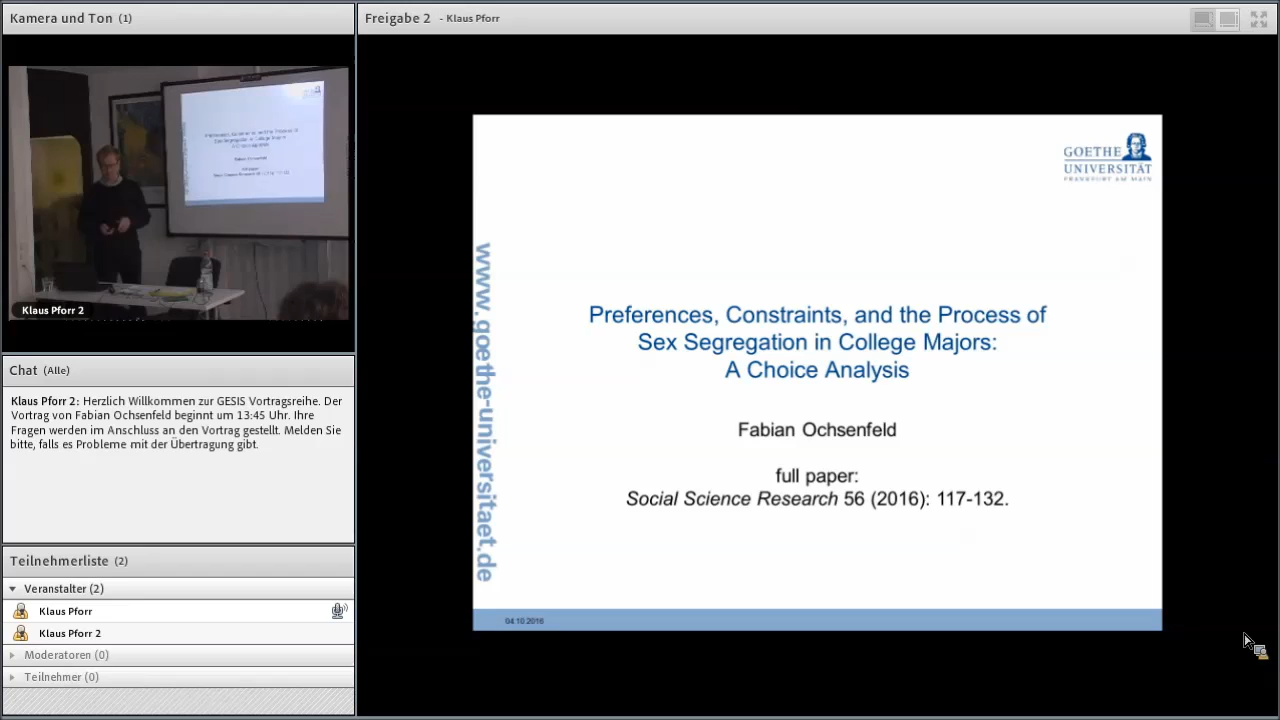 Kamera und Ton (1)
Klaus Pforr 2
Chat (Alle)
Klaus Pforr 2: Herzlich Willkommen zur GESIS Vortragsreihe. Der
Vortrag von Fabian Ochsenfeld beginnt um 13:45 Uhr. Ihre
Fragen werden im Anschluss an den Vortrag gestellt. Melden Sie
bitte, falls es Probleme mit der Übertragung gibt.
Teilnehmerliste (2)
Veranstalter (2)
Klaus Pforr
Klaus Pforr 2
Moderatoren (0)
Teilnehmer (0)
Freigabe 2 - Klaus Pforr
GOETHE
UNIVERSITÄT
FRANKFURT AM MAIN
www.goethe-universitaet.de
Preferences, Constraints, and the Process of
Sex Segregation in College Majors:
A Choice Analysis
Fabian Ochsenfeld
full paper:
Social Science Research 56 (2016): 117-132.
04.10.2016